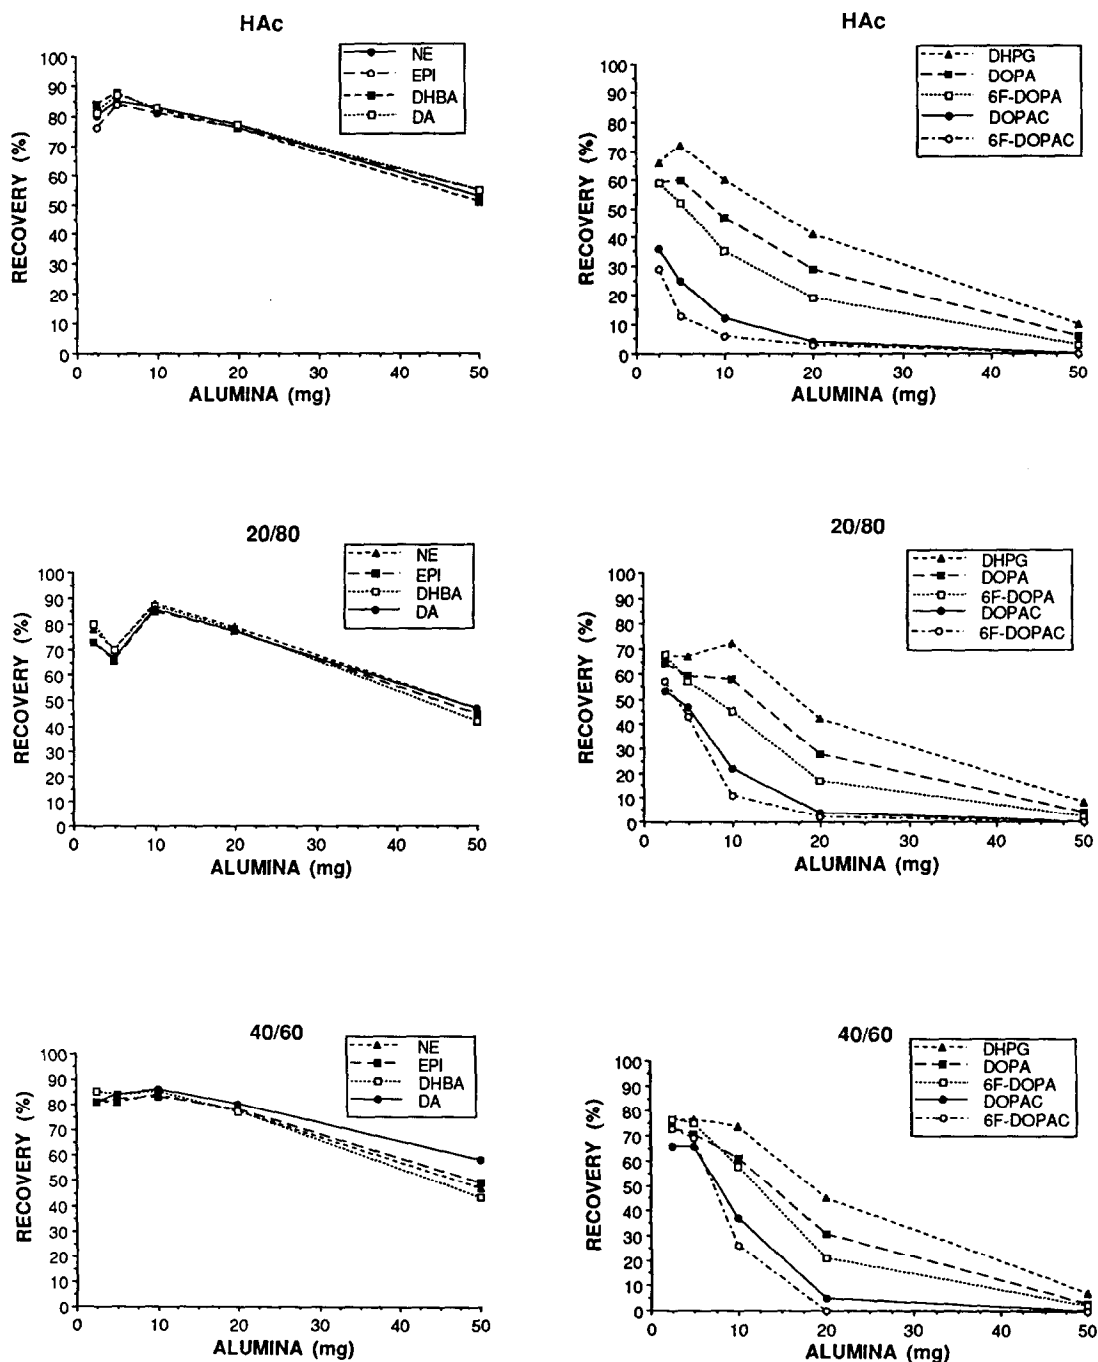 HAc
NE
EPI
DHBA
DA
100
90
80
70
60
50
40
30
20
10
0
RECOVERY (%)
0 10 20 30 40 50
ALUMINA (mg)
HAc
DHPG
DOPA
6F-DOPA
DOPAC
6F-DOPAC
100
90
80
70
60
50
40
30
20
10
0
RECOVERY (%)
0 10 20 30 40 50
ALUMINA (mg)
20/80
NE
EPI
DHBA
DA
100
90
80
70
60
50
40
30
20
10
0
RECOVERY (%)
0 10 20 30 40 50
ALUMINA (mg)
20/80
DHPG
DOPA
6F-DOPA
DOPAC
6F-DOPAC
100
90
80
70
60
50
40
30
20
10
0
RECOVERY (%)
0 10 20 30 40 50
ALUMINA (mg)
40/60
NE
EPI
DHBA
DA
100
90
80
70
60
50
40
30
20
10
0
RECOVERY (%)
0 10 20 30 40 50
ALUMINA (mg)
40/60
DHPG
DOPA
6F-DOPA
DOPAC
6F-DOPAC
100
90
80
70
60
50
40
30
20
10
0
RECOVERY (%)
0 10 20 30 40 50
ALUMINA (mg)